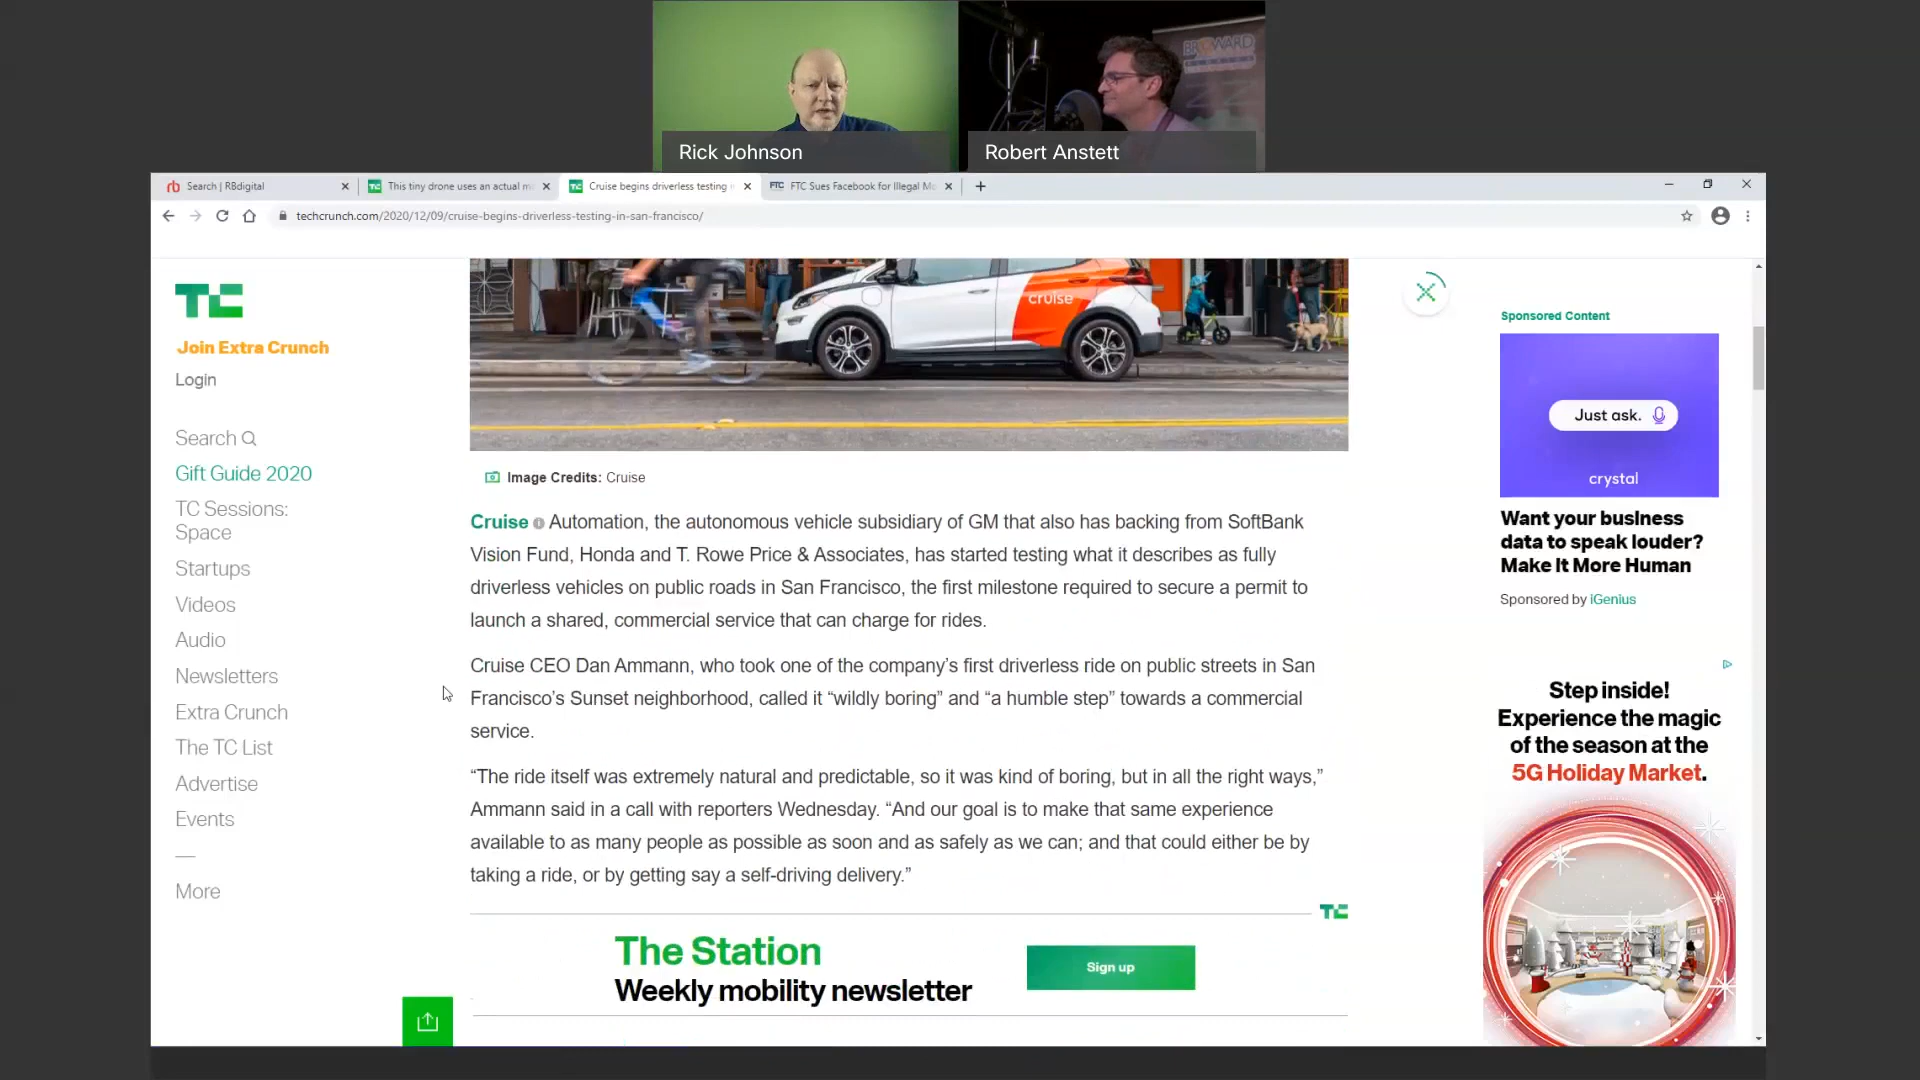 BROWARD
Rick Johnson
Robert Anstett
Search | RBdigital
This tiny drone uses an actual m
Cruise begins driverless testing i
FTC FTC Sues Facebook for Illegal Mo
techcrunch.com/2020/12/09/cruise-begins-driverless-testing-in-san-francisco/
TC
Join Extra Crunch
Login
Search
Gift Guide 2020
TC Sessions:
Space
Startups
Videos
Audio
Newsletters
Extra Crunch
The TC List
Advertise
Events
—
More
cruise
Image Credits: Cruise
Cruise Automation, the autonomous vehicle subsidiary of GM that also has backing from SoftBank
Vision Fund, Honda and T. Rowe Price & Associates, has started testing what it describes as fully
driverless vehicles on public roads in San Francisco, the first milestone required to secure a permit to
launch a shared, commercial service that can charge for rides.
Cruise CEO Dan Ammann, who took one of the company’s first driverless ride on public streets in San
Francisco’s Sunset neighborhood, called it “wildly boring” and “a humble step” towards a commercial
service.
“The ride itself was extremely natural and predictable, so it was kind of boring, but in all the right ways,”
Ammann said in a call with reporters Wednesday. “And our goal is to make that same experience
available to as many people as possible as soon and as safely as we can; and that could either be by
taking a ride, or by getting say a self-driving delivery.”
TC
The Station
Weekly mobility newsletter
Sign up
Sponsored Content
Just ask.
crystal
Want your business
data to speak louder?
Make It More Human
Sponsored by iGenius
Step inside!
Experience the magic
of the season at the
5G Holiday Market.